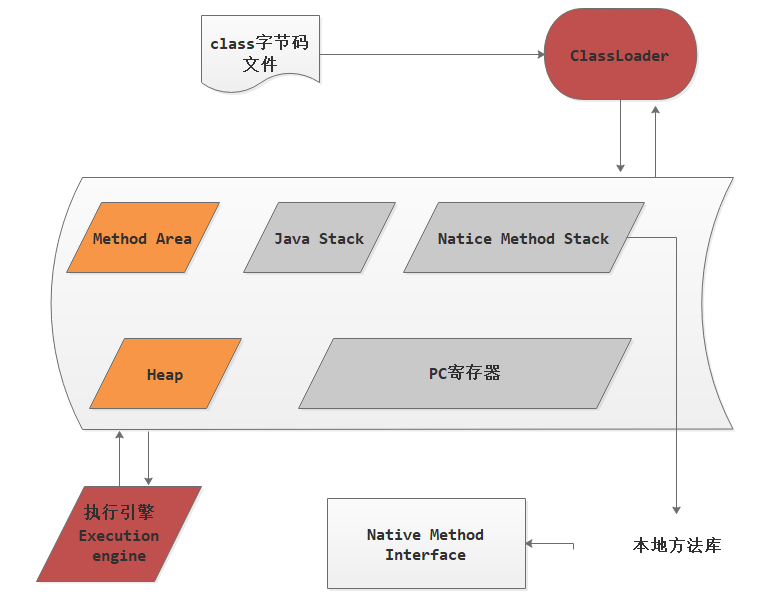 class字节码
文件
ClassLoader
Method Area
Java Stack
Natice Method Stack
Heap
PC寄存器
执行引擎
Execution
engine
Native Method
Interface
本地方法库